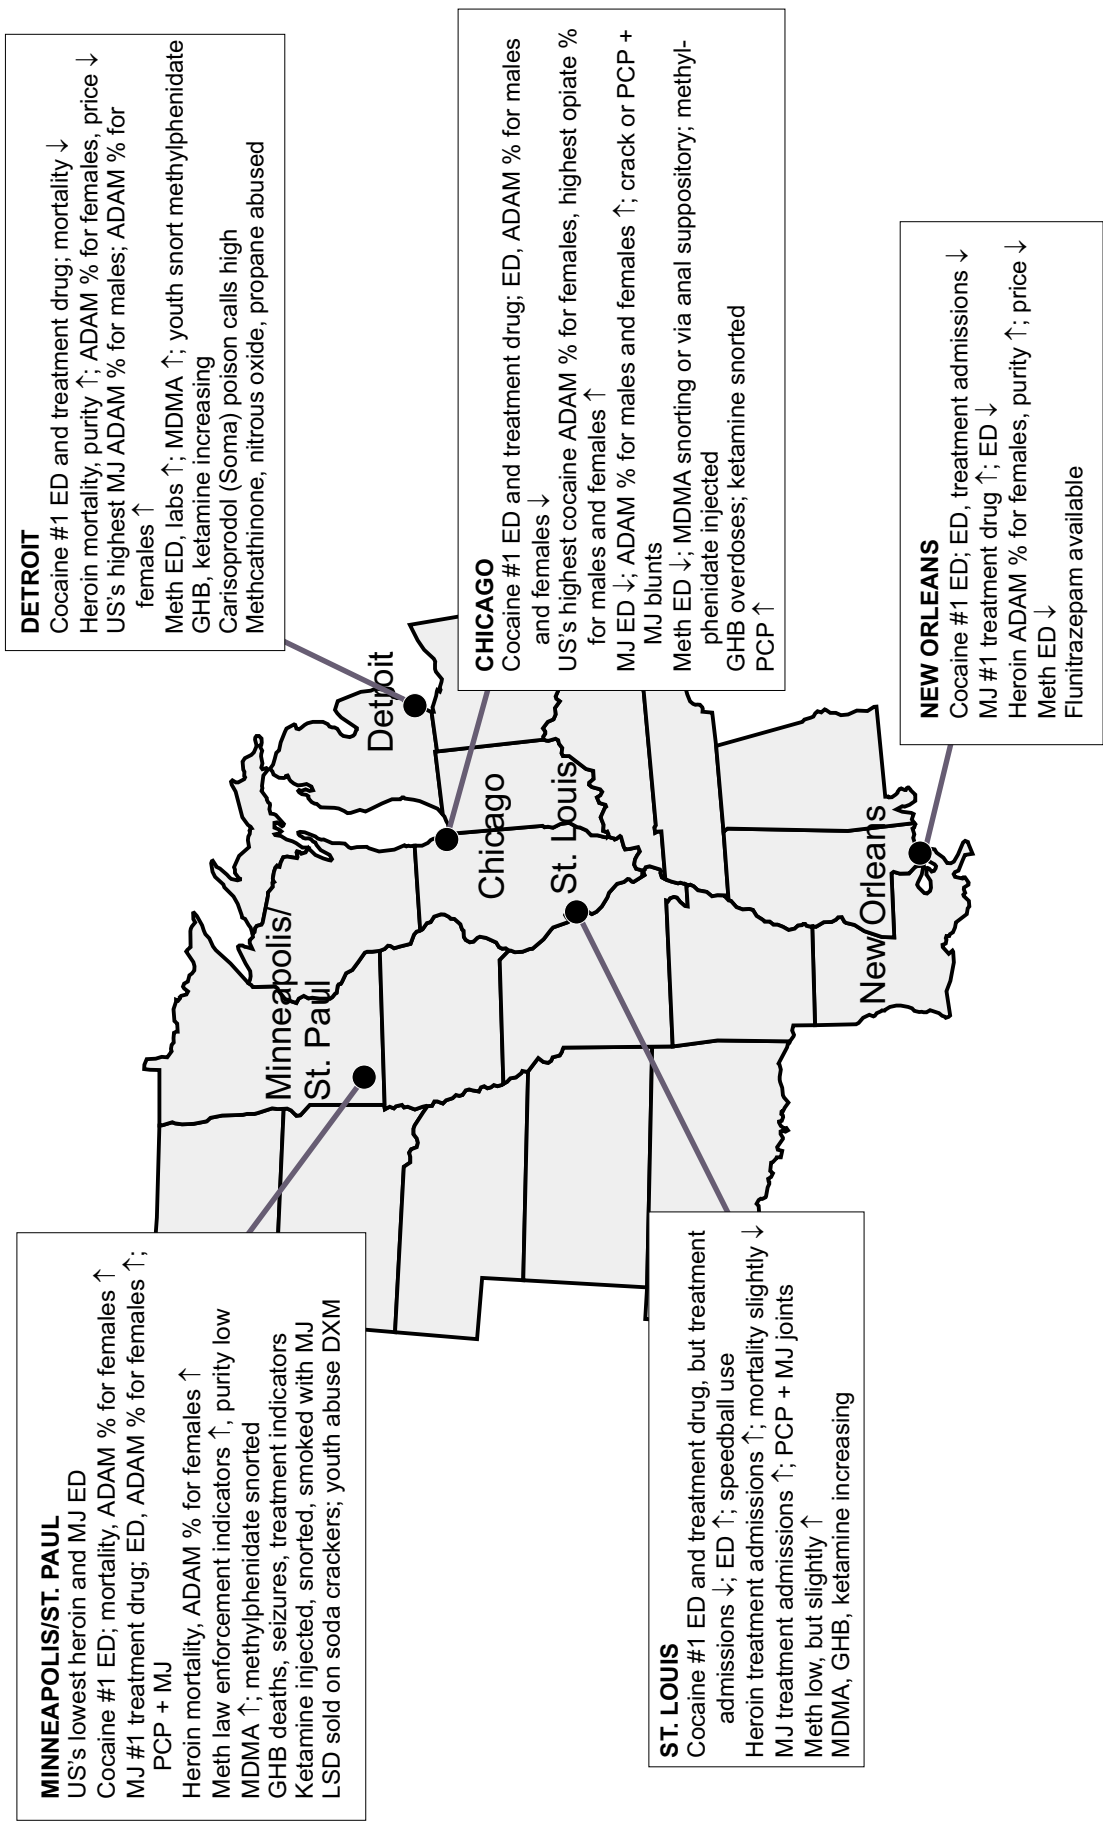 MINNEAPOLIS/ST. PAUL
US's lowest heroin and MJ ED
Cocaine #1 ED; mortality, ADAM % for females ↑
MJ #1 treatment drug; ED, ADAM % for females ↑;
PCP + MJ
Heroin mortality, ADAM % for females ↑
Meth law enforcement indicators ↑, purity low
MDMA ↑; methylphenidate snorted
GHB deaths, seizures, treatment indicators
Ketamine injected, snorted, smoked with MJ
LSD sold on soda crackers; youth abuse DXM
DETROIT
Cocaine #1 ED and treatment drug; mortality ↓
Heroin mortality, purity ↑; ADAM % for females, price ↓
US's highest MJ ADAM % for males; ADAM % for
females ↑
Meth ED, labs ↑; MDMA ↑; youth snort methylphenidate
GHB, ketamine increasing
Carisoprodol (Soma) poison calls high
Methcathinone, nitrous oxide, propane abused
Minneapolis/
St. Paul
Detroit
Chicago
St. Louis
New Orleans
CHICAGO
Cocaine #1 ED and treatment drug; ED, ADAM % for males
and females ↓
US's highest cocaine ADAM % for females, highest opiate %
for males and females ↑
MJ ED ↓; ADAM % for males and females ↑; crack or PCP +
MJ blunts
Meth ED ↓; MDMA snorting or via anal suppository; methyl-
phenidate injected
GHB overdoses; ketamine snorted
PCP ↑
ST. LOUIS
Cocaine #1 ED and treatment drug, but treatment
admissions ↓; ED ↑; speedball use
Heroin treatment admissions ↑; mortality slightly ↓
MJ treatment admissions ↑; PCP + MJ joints
Meth low, but slightly ↑
MDMA, GHB, ketamine increasing
NEW ORLEANS
Cocaine #1 ED; ED, treatment admissions ↓
MJ #1 treatment drug ↑; ED ↓
Heroin ADAM % for females, purity ↑; price ↓
Meth ED ↓
Flunitrazepam available